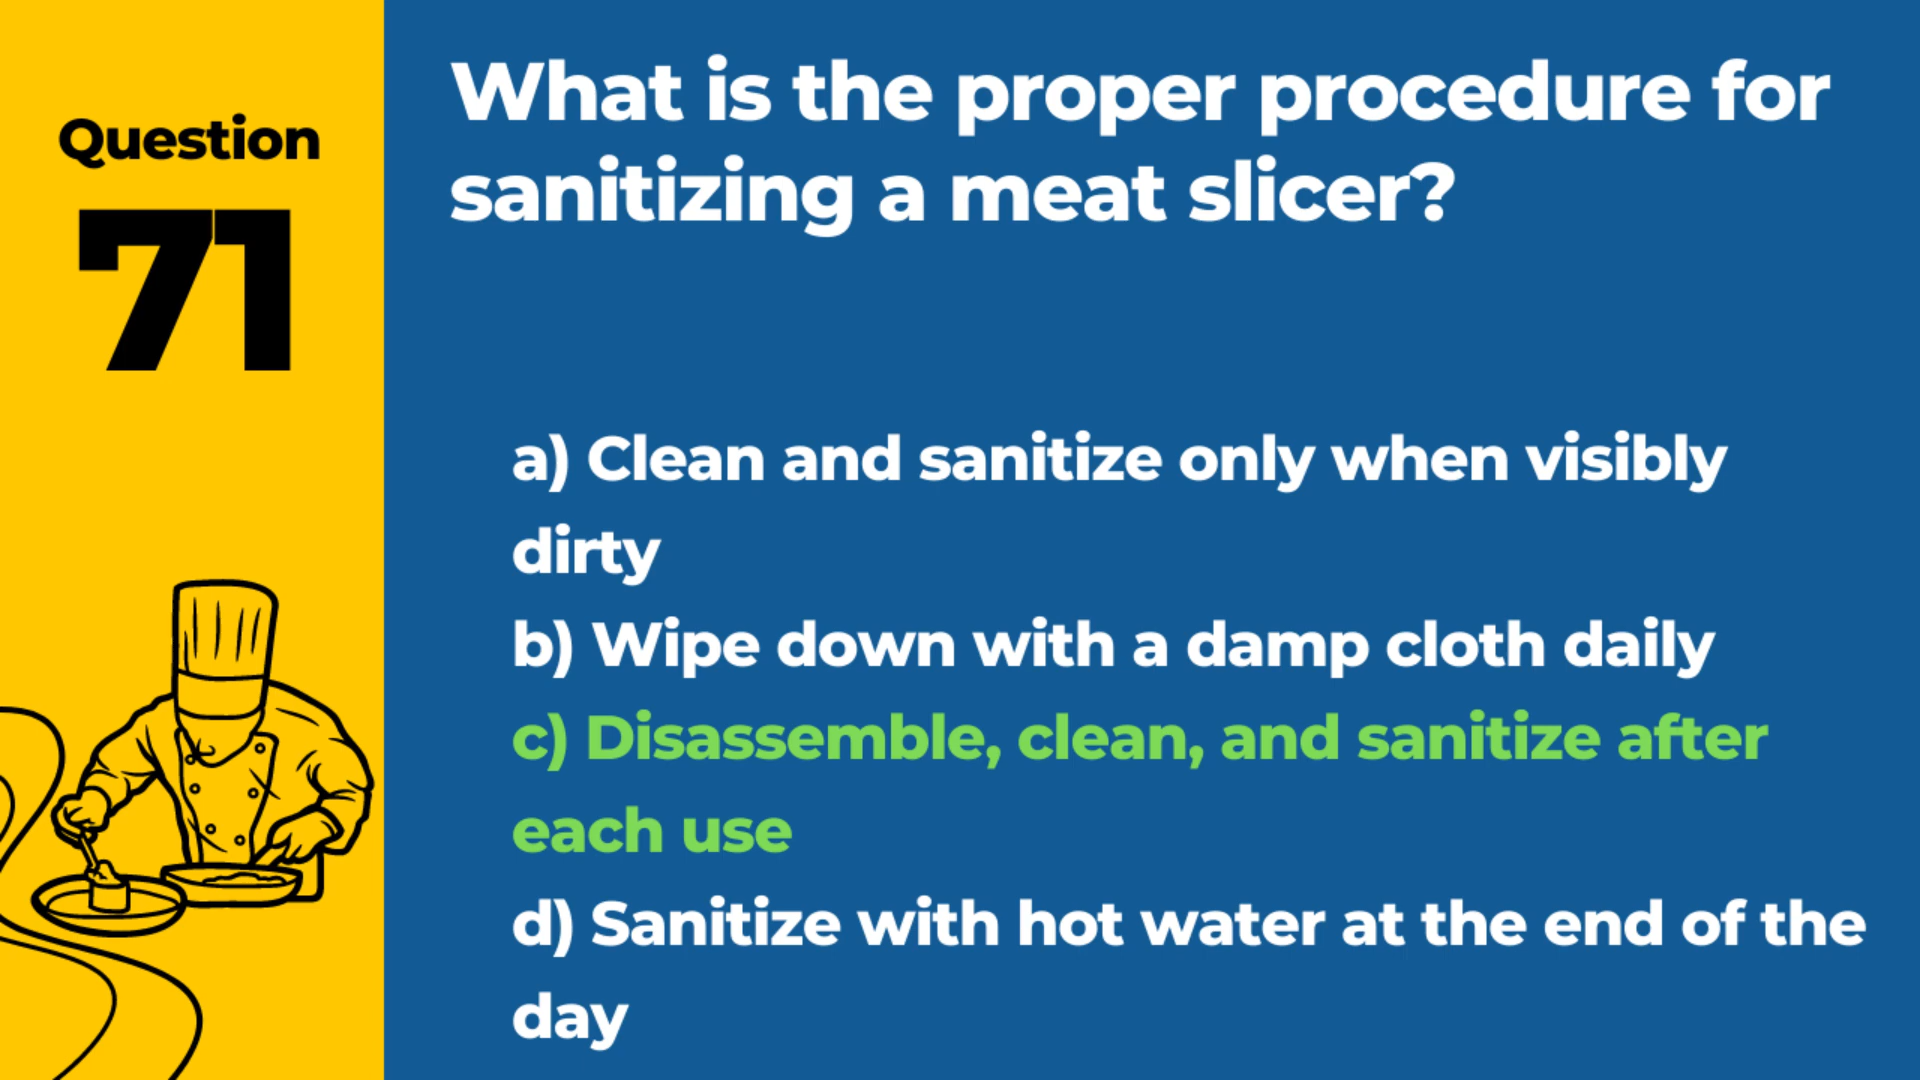 Question
71
What is the proper procedure for
sanitizing a meat slicer?
a) Clean and sanitize only when visibly
dirty
b) Wipe down with a damp cloth daily
c) Disassemble, clean, and sanitize after
each use
d) Sanitize with hot water at the end of the
day